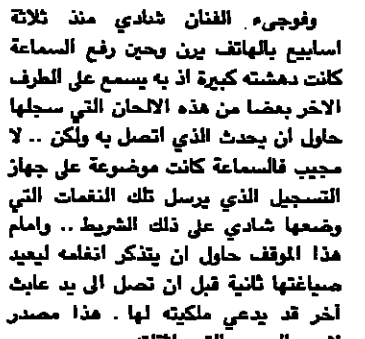 وفوجيء الفنان شادي منذ ثلاثة
اسابيع بالهاتف يرن وحين رفع السماعة
كانت دهشته كبيرة اذ به يسمع على الطرف
الاخر بعضا من هذه الالحان التي سجلها
حاول ان يحدث الذي اتصل به ولكن .. لا
مجيب فالسماعة كانت موضوعة على جهاز
التسجيل الذي يرسل تلك النغمات التي
وضعها شادي على ذلك الشريط .. وامام
هذا الموقف حاول ان يتذكر انغامه ليعيد
صياغتها ثانية قبل ان تصل الى يد عابث
آخر قد يدعي ملكيته لها . هذا مصدر